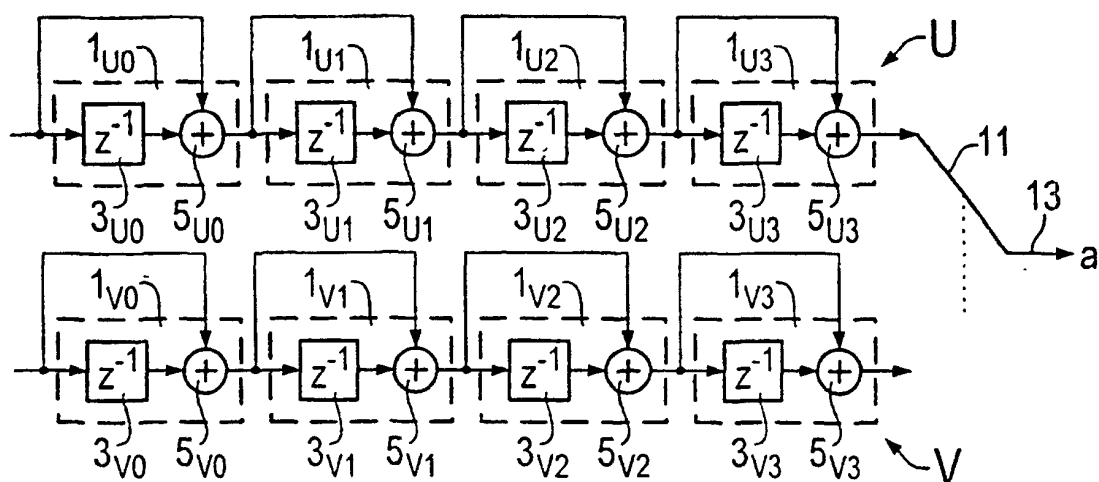 1U0 1U1 1U2 1U3 U
z-1 + z-1 + z-1 + z-1 + 11
3U0 5U0 3U1 5U1 3U2 5U2 3U3 5U3 13
a
1V0 1V1 1V2 1V3
z-1 + z-1 + z-1 + z-1 +
3V0 5V0 3V1 5V1 3V2 5V2 3V3 5V3 V